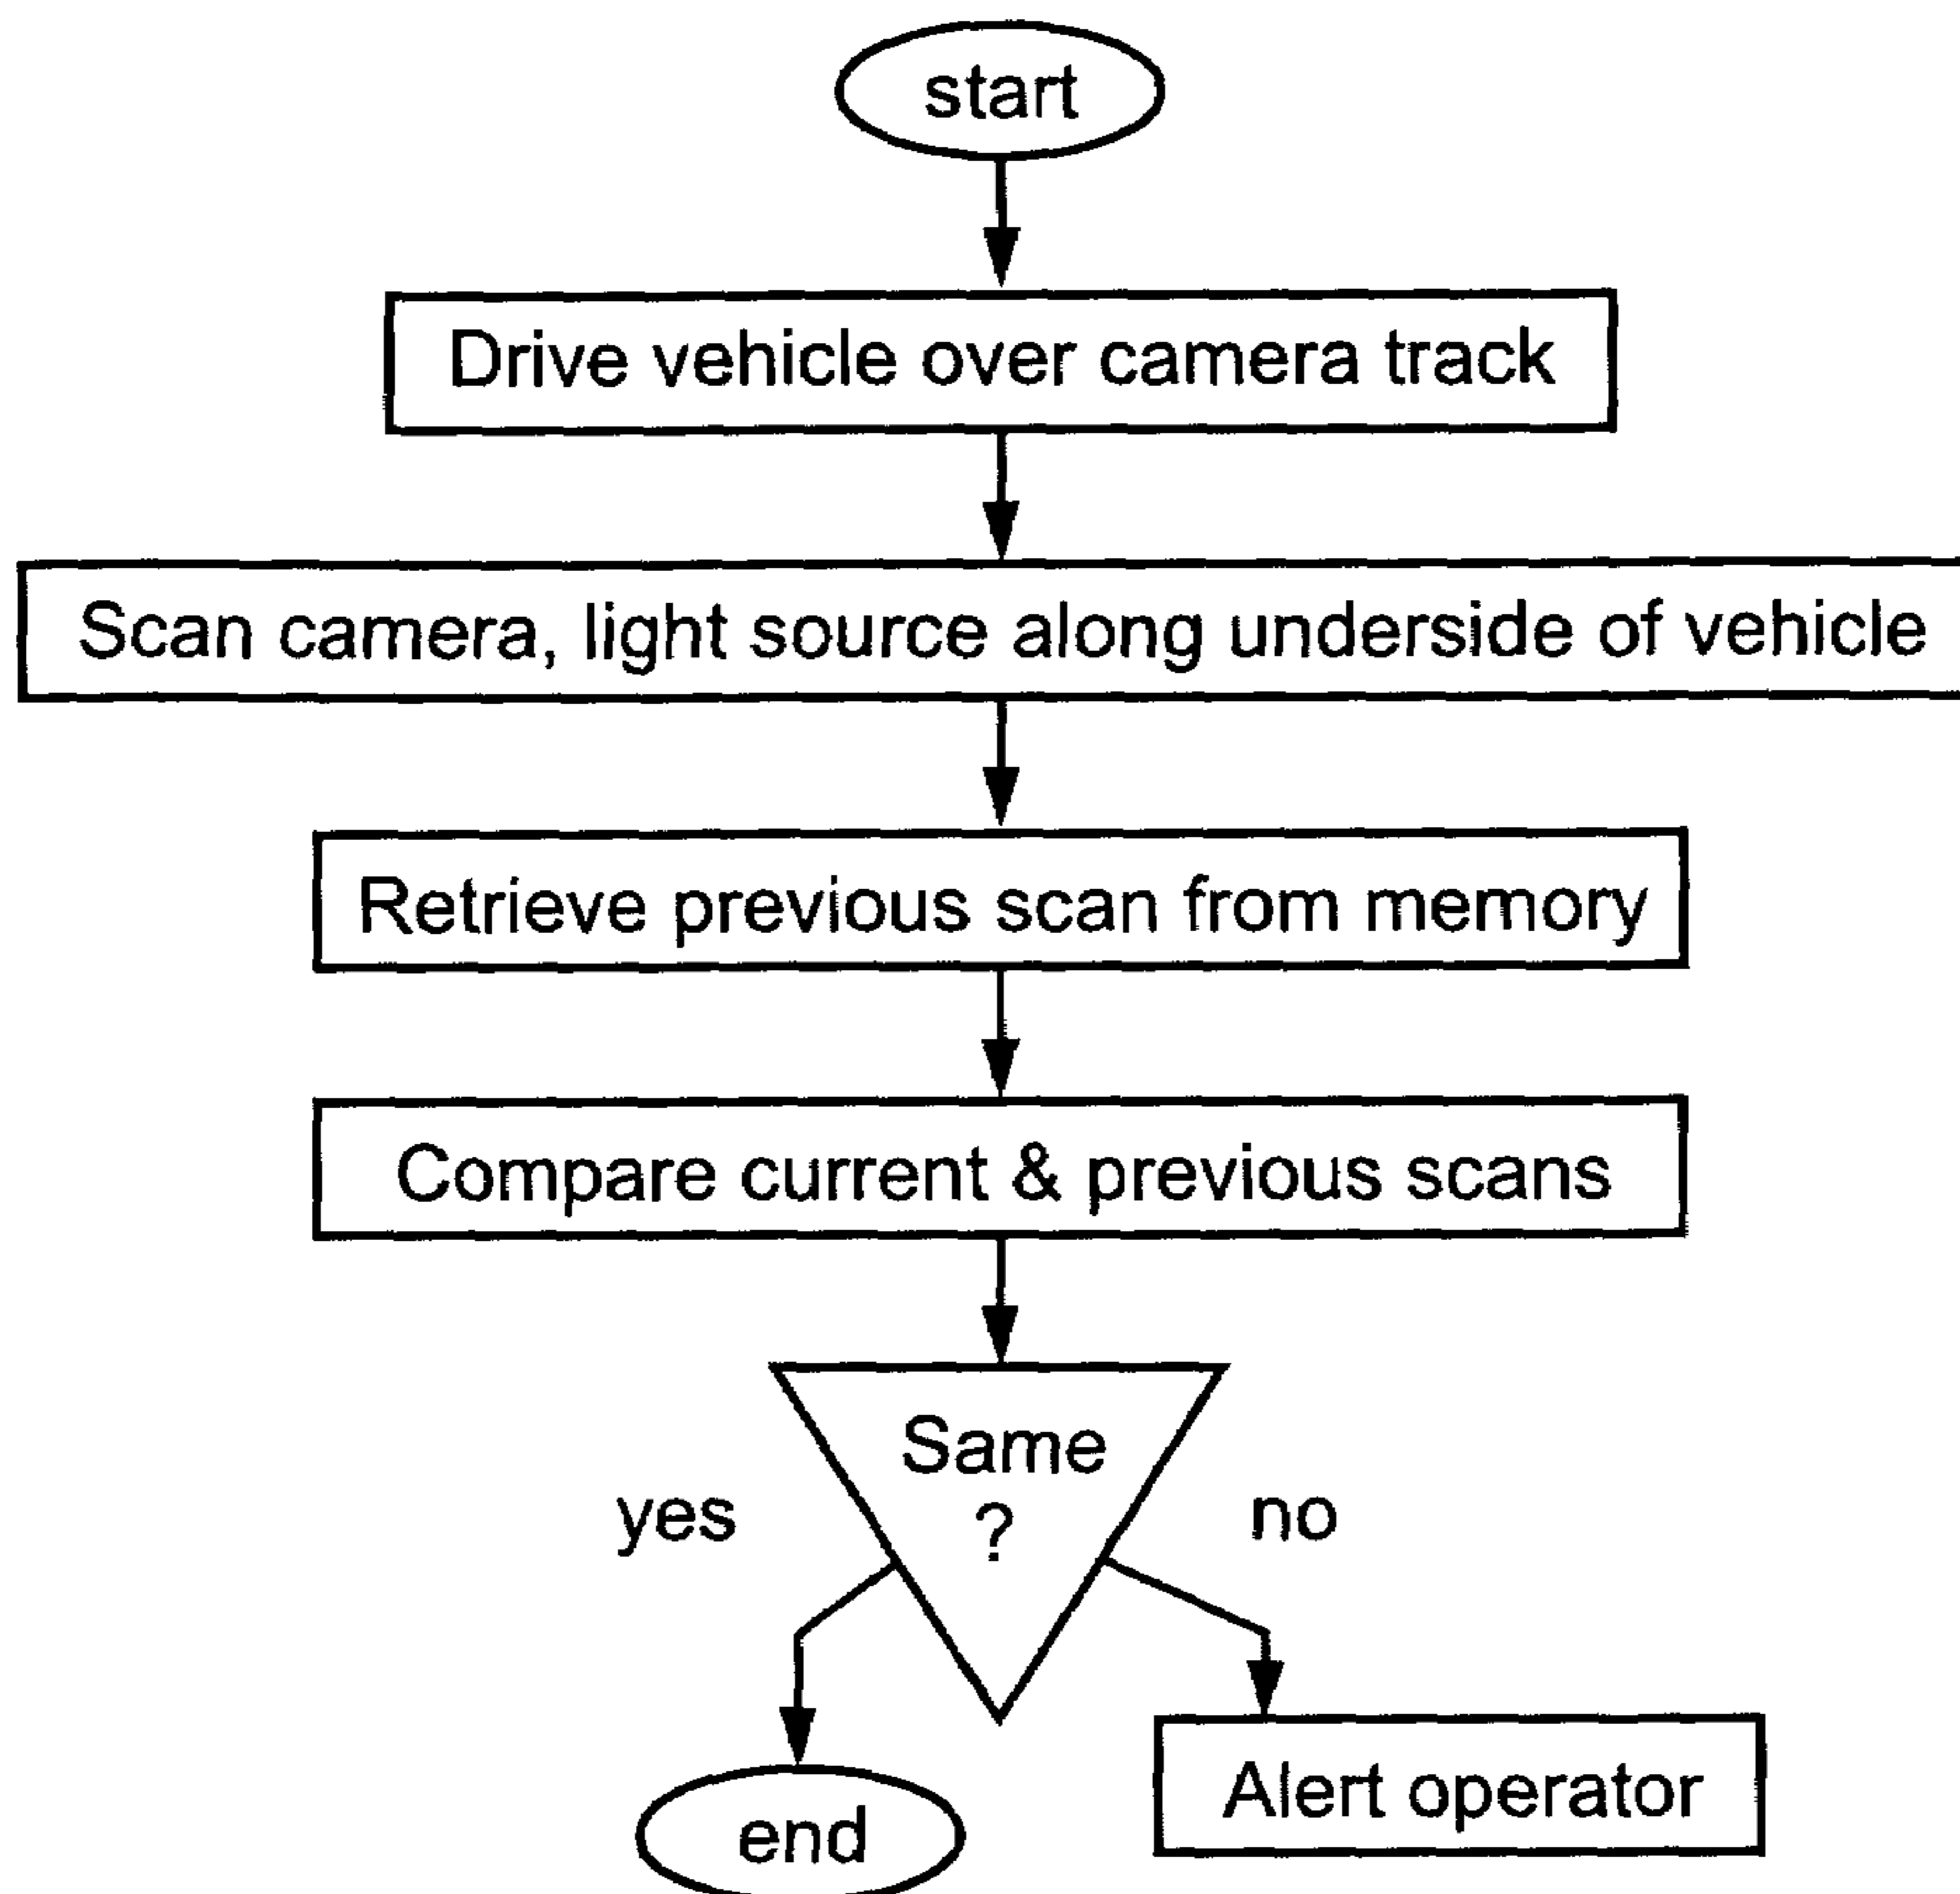 start
Drive vehicle over camera track
Scan camera, light source along underside of vehicle
Retrieve previous scan from memory
Compare current & previous scans
Same
?
yes
no
end
Alert operator